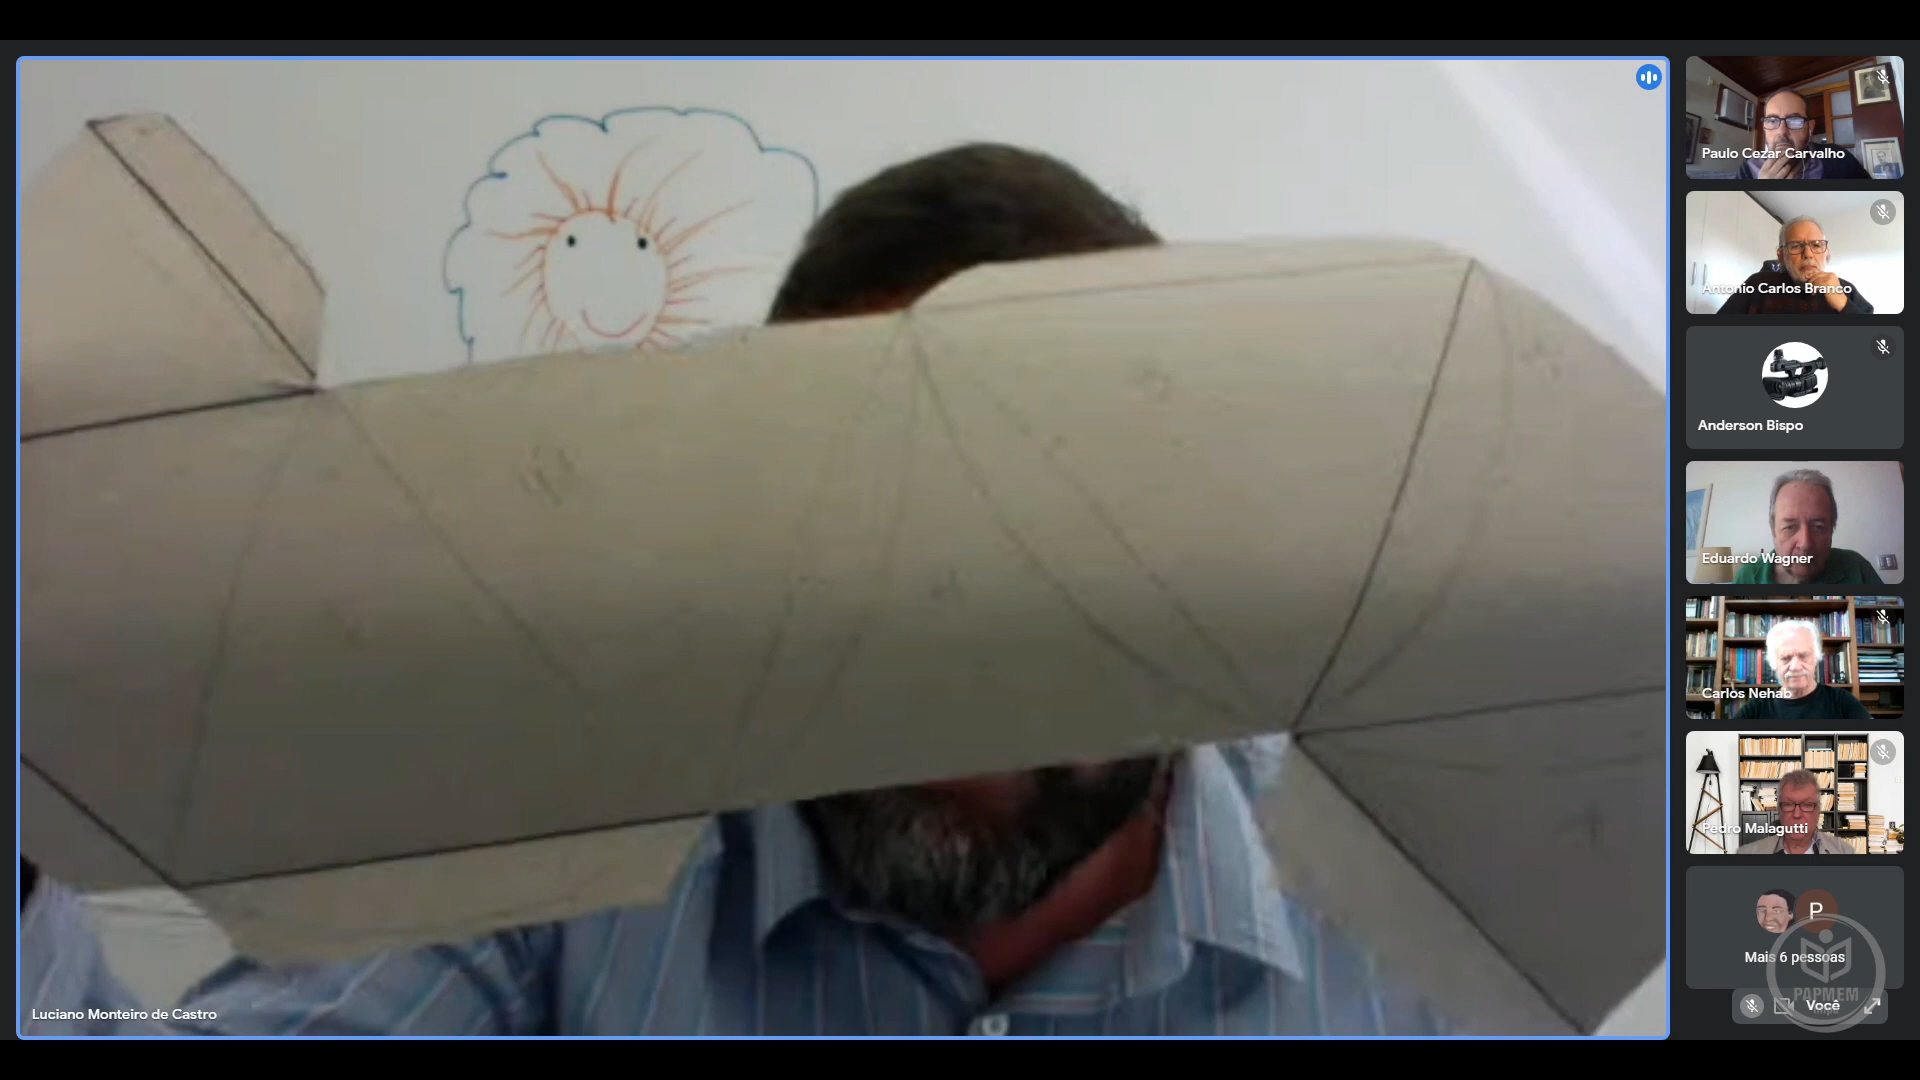 Paulo Cezar Carvalho
Antonio Carlos Branco
Anderson Bispo
Eduardo Wagner
Carlos Nehab
Pedro Malagutti
P
Mais 6 pessoas
PAPMEM
Você
Luciano Monteiro de Castro